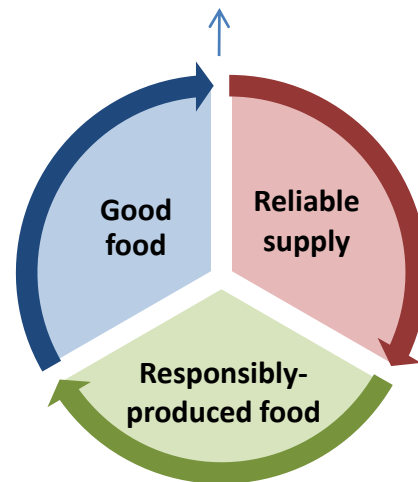 Good
food
Reliable
supply
Responsibly-
produced food